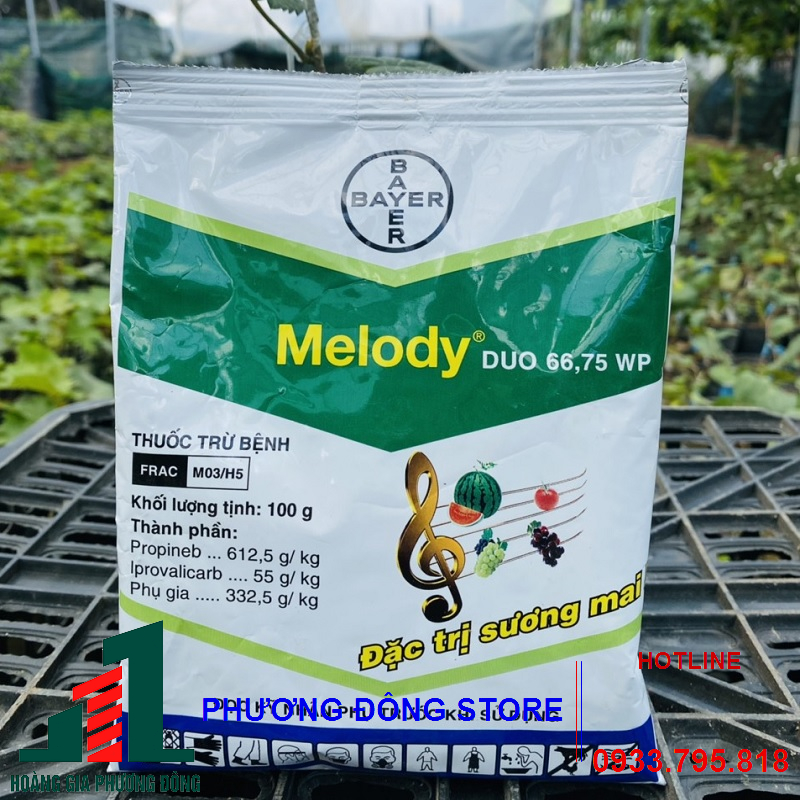 BAYER
BAYER
Melody® DUO 66,75 WP
THUỐC TRỪ BỆNH
FRAC M03/H5
Khối lượng tịnh: 100 g
Thành phần:
Propineb ... 612,5 g/ kg
Iprovalicarb .... 55 g/ kg
Phụ gia ..... 332,5 g/ kg
Đặc trị sương mai
HOTLINE
PHƯƠNG ĐÔNG STORE
SỬ DỤNG
0933.795.818
HOÀNG GIA PHƯƠNG ĐÔNG